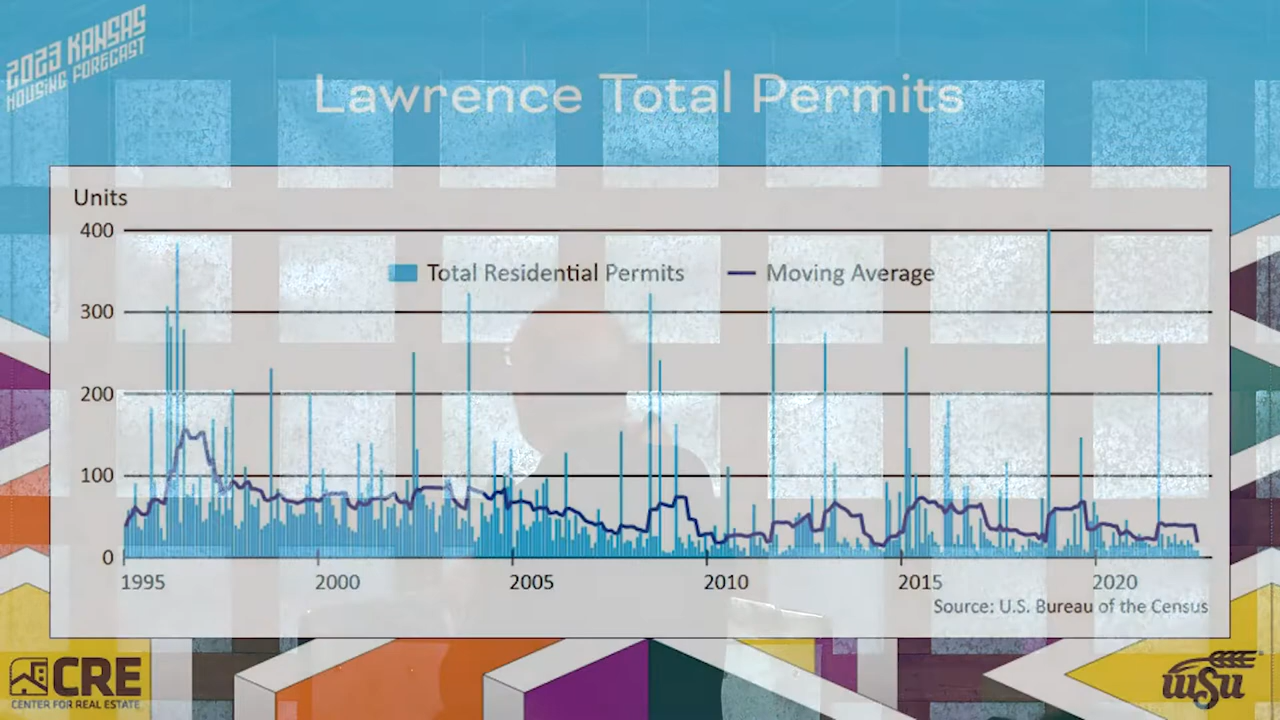 2023 KANSAS
HOUSING FORECAST
Lawrence Total Permits
Units
400
Total Residential Permits
Moving Average
300
200
100
0
1995
2000
2005
2010
2015
2020
Source: U.S. Bureau of the Census
CRE
CENTER FOR REAL ESTATE
WSU